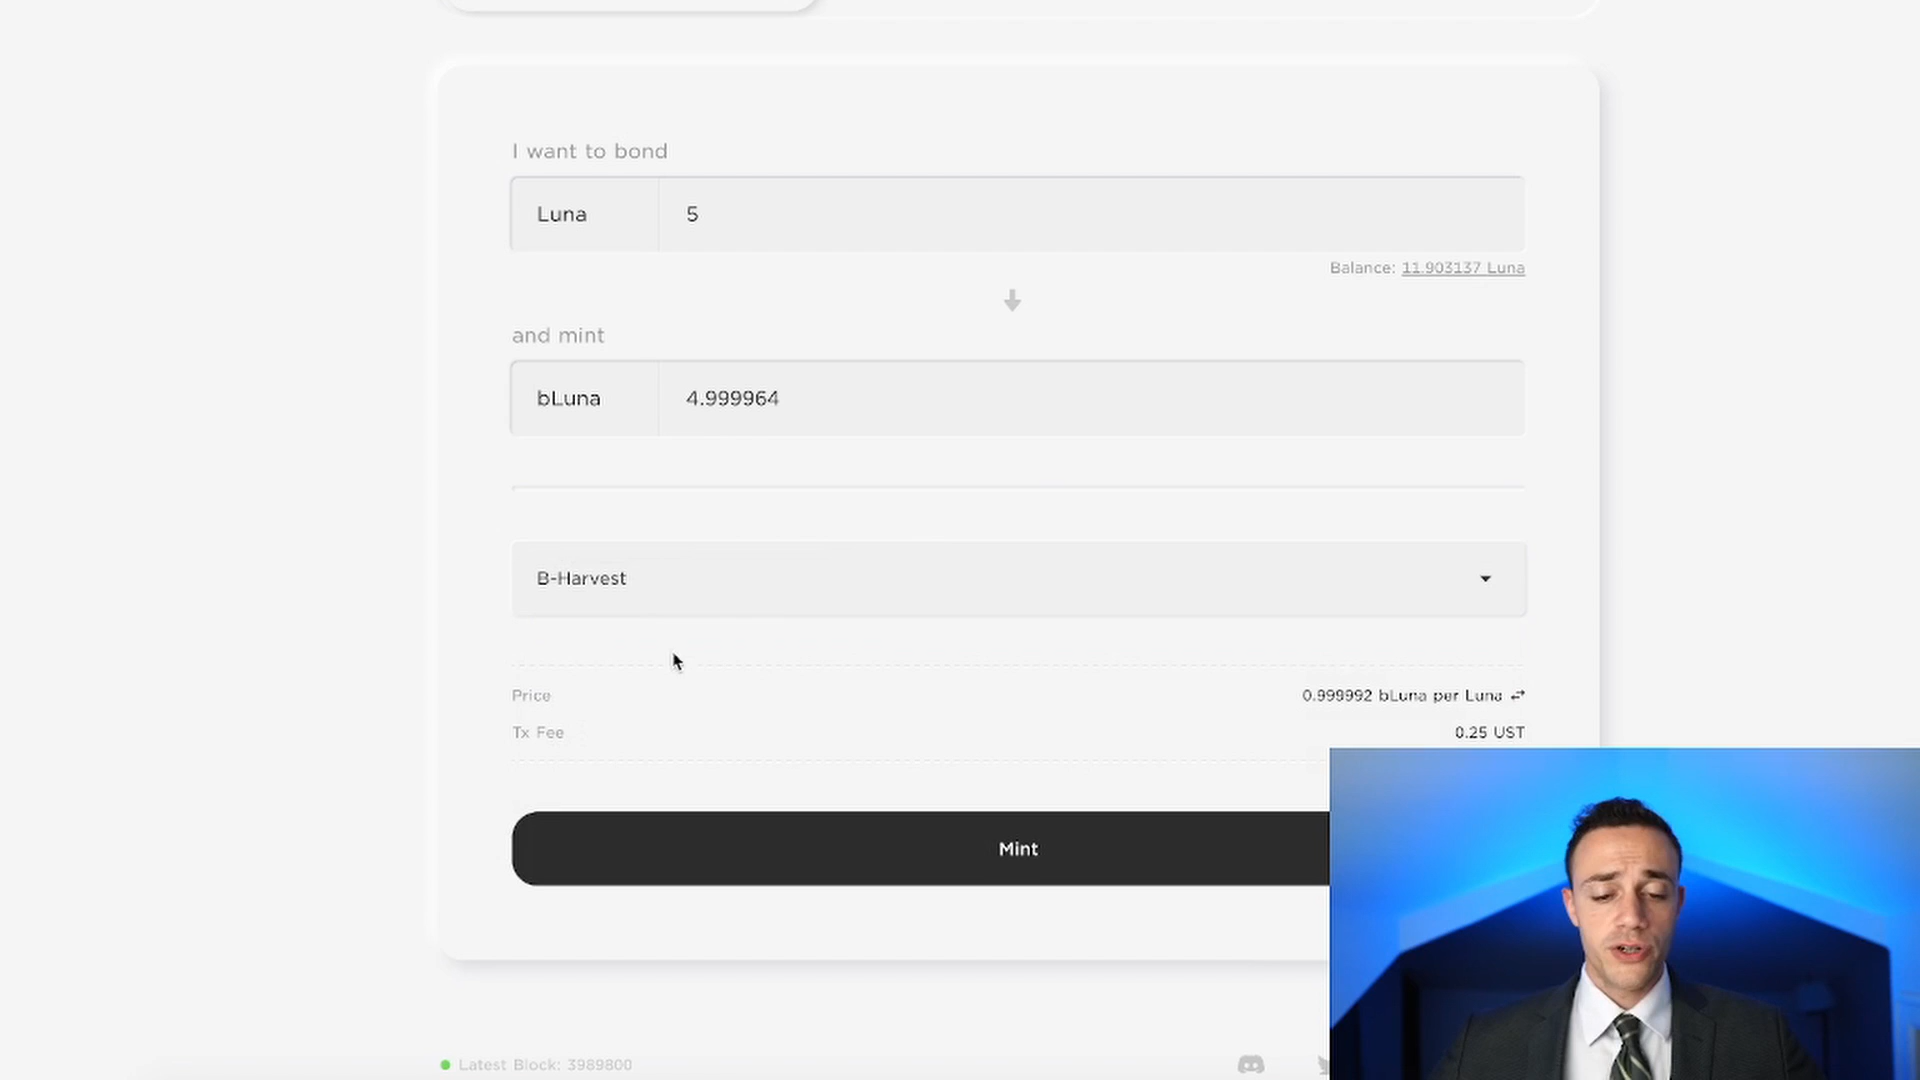 I want to bond
Luna 5
Balance: 11.903137 Luna
and mint
bLuna 4.999964
B-Harvest
Price 0.999992 bLuna per Luna
Tx Fee 0.25 UST
Mint
Latest Block: 3989800